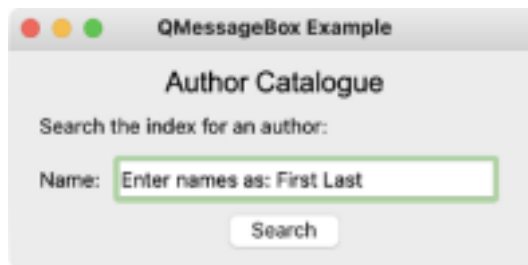 QMessageBox Example
Author Catalogue
Search the index for an author:
Name: Enter names as: First Last
Search